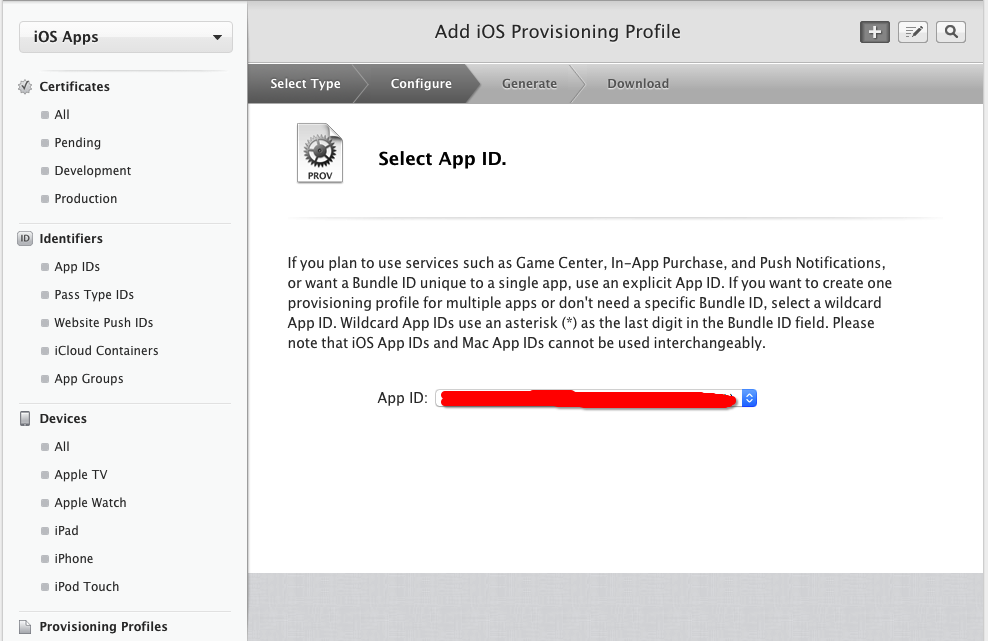 iOS Apps
Certificates
All
Pending
Development
Production
ID
Identifiers
App IDs
Pass Type IDs
Website Push IDs
iCloud Containers
App Groups
Devices
All
Apple TV
Apple Watch
iPad
iPhone
iPod Touch
Provisioning Profiles
Add iOS Provisioning Profile
Select Type
Configure
Generate
Download
PROV
Select App ID.
If you plan to use services such as Game Center, In-App Purchase, and Push Notifications,
or want a Bundle ID unique to a single app, use an explicit App ID. If you want to create one
provisioning profile for multiple apps or don't need a specific Bundle ID, select a wildcard
App ID. Wildcard App IDs use an asterisk (*) as the last digit in the Bundle ID field. Please
note that iOS App IDs and Mac App IDs cannot be used interchangeably.
App ID: